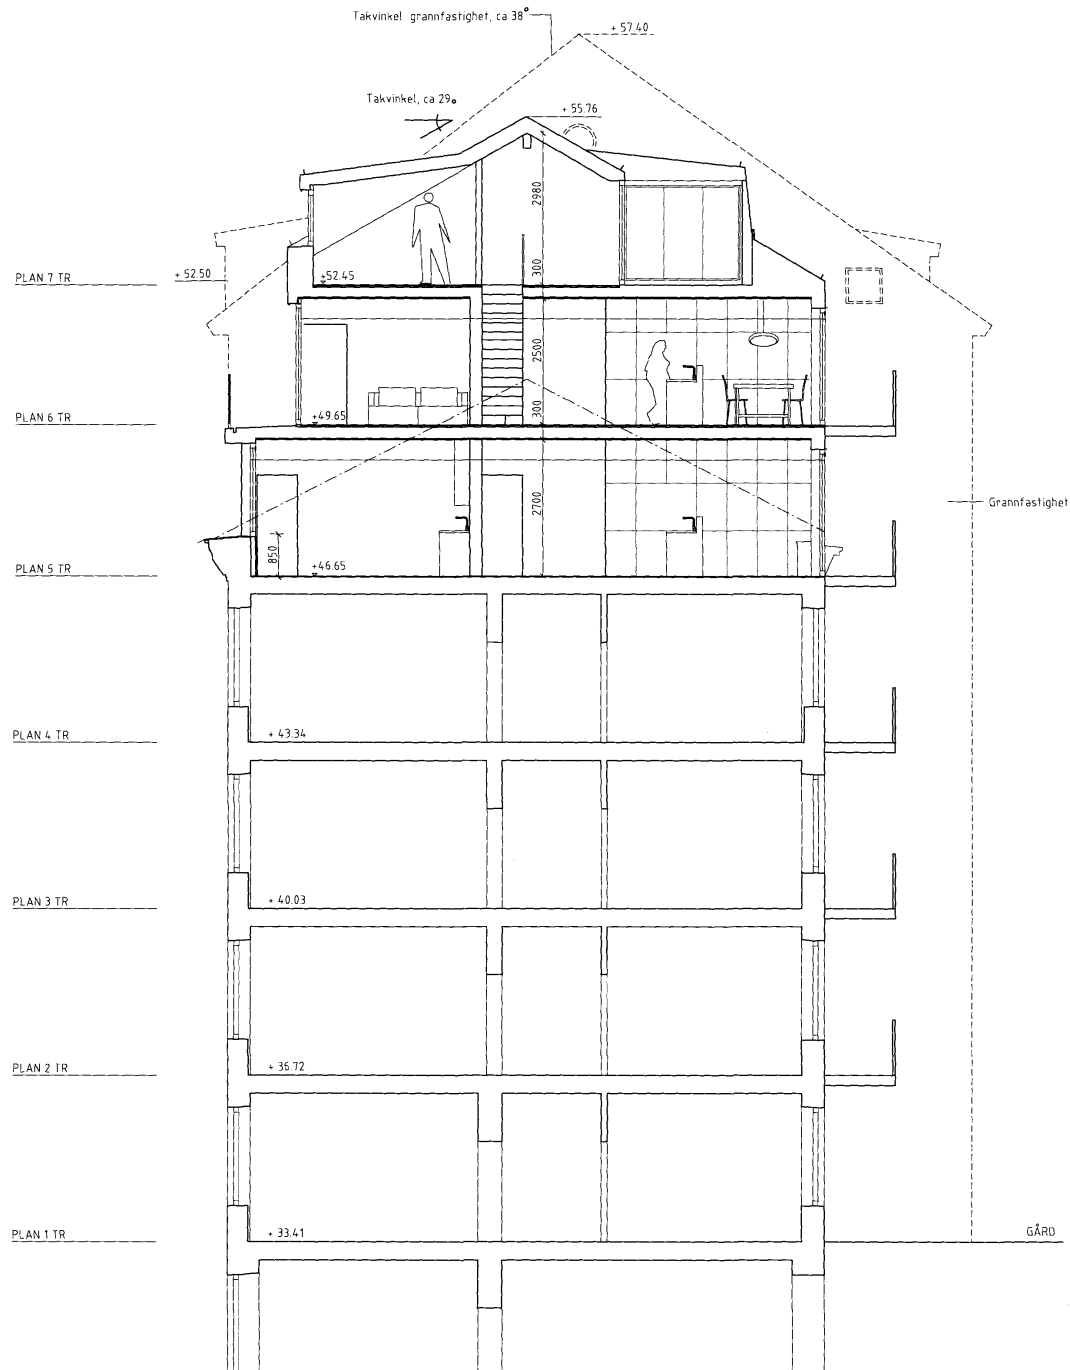 Takvinkel grannfastighet, ca 38°
+ 57.40
Takvinkel, ca 29°
+ 55.76
2980
PLAN 7 TR
+ 52.50
+52.45
300
2500
PLAN 6 TR
+49.65
300
2700
Grannfastighet
850
PLAN 5 TR
+46.65
PLAN 4 TR
+ 43.34
PLAN 3 TR
+ 40.03
PLAN 2 TR
+ 36.72
PLAN 1 TR
+ 33.41
GÅRD